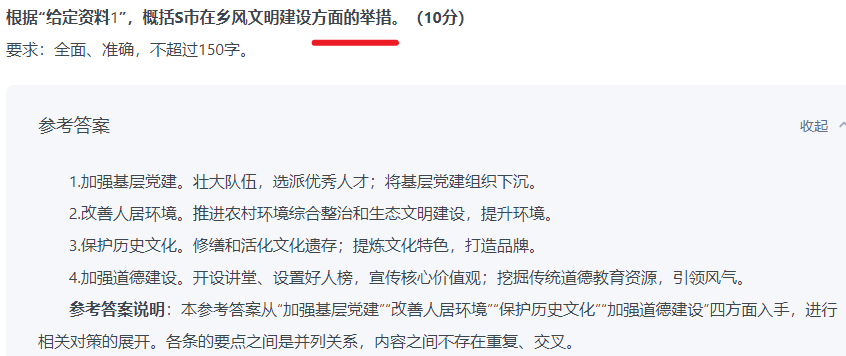 根据“给定资料1”，概括S市在乡风文明建设方面的举措。（10分）
要求：全面、准确，不超过150字。
参考答案
收起
1.加强基层党建。壮大队伍，选派优秀人才；将基层党建组织下沉。
2.改善人居环境。推进农村环境综合整治和生态文明建设，提升环境。
3.保护历史文化。修缮和活化文化遗存；提炼文化特色，打造品牌。
4.加强道德建设。开设讲堂、设置好人榜，宣传核心价值观；挖掘传统道德教育资源，引领风气。
参考答案说明：本参考答案从“加强基层党建”“改善人居环境”“保护历史文化”“加强道德建设”四方面入手，进行
相关对策的展开。各条的要点之间是并列关系，内容之间不存在重复、交叉。